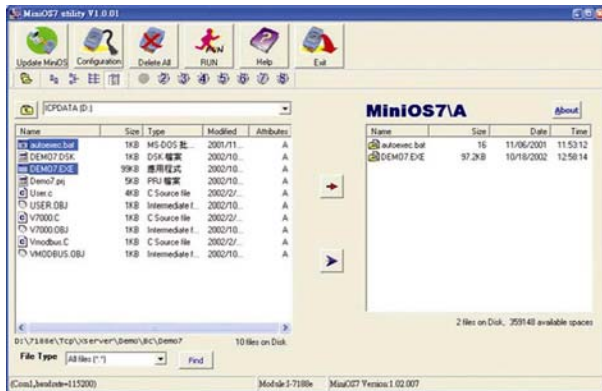 MiniOS7 utility V1.0.01
Update MiniOS Configuration Delete All RUN Help Exit
ICPDATA (D:)
MiniOS7\A About
Name Size Type Modified Attributes
autoexec.bat 1KB MS-DOS 批... 2001/11... A
DEMO7.DSK 1KB DSK 檔案 2002/10... A
DEMO7.EXE 99KB 應用程式 2002/10... A
Demo7.prj 5KB PRJ 檔案 2002/10... A
User.c 4KB C Source file 2002/2/... A
USER.OBJ 1KB Intermediate f... 2002/10... A
V7000.C 1KB C Source file 2002/2/... A
V7000.OBJ 1KB Intermediate f... 2002/10... A
Vmodbus.C 1KB C Source file 2002/2/... A
VMODBUS.OBJ 1KB Intermediate f... 2002/10... A
Name Size Date Time
autoexec.bat 16 11/06/2001 11:53:12
DEMO7.EXE 97.2KB 10/18/2002 12:58:14
D:\7188e\Tcp\xServer\Demo\Bc\Demo7 10 files on Disk
2 files on Disk, 359148 available spaces
File Type All files (*.*) Find
(Com1,baudrate=115200) Module:I-7188e MiniOS7 Version:1.02.007